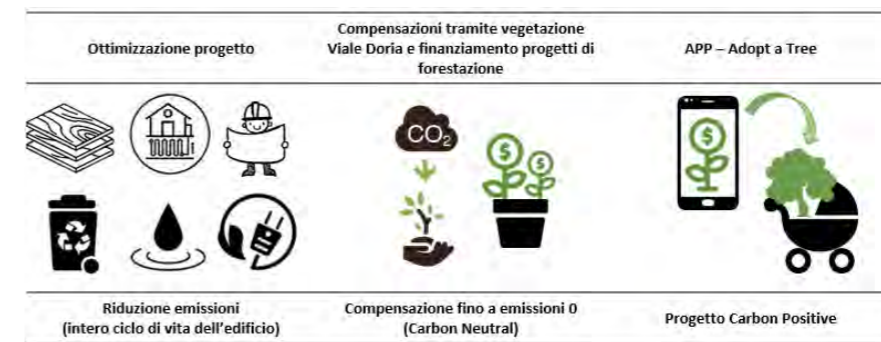 Ottimizzazione progetto
Compensazioni tramite vegetazione
Viale Doria e finanziamento progetti di
forestazione
APP – Adopt a Tree
CO2
$
$
$
Riduzione emissioni
(intero ciclo di vita dell'edificio)
Compensazione fino a emissioni 0
(Carbon Neutral)
Progetto Carbon Positive